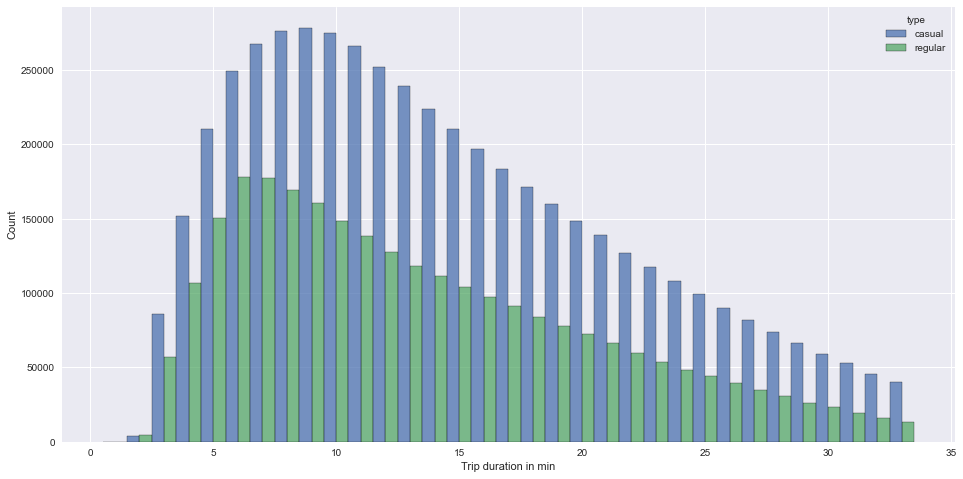 type
casual
regular
Count
250000
200000
150000
100000
50000
0
0 5 10 15 20 25 30 35
Trip duration in min